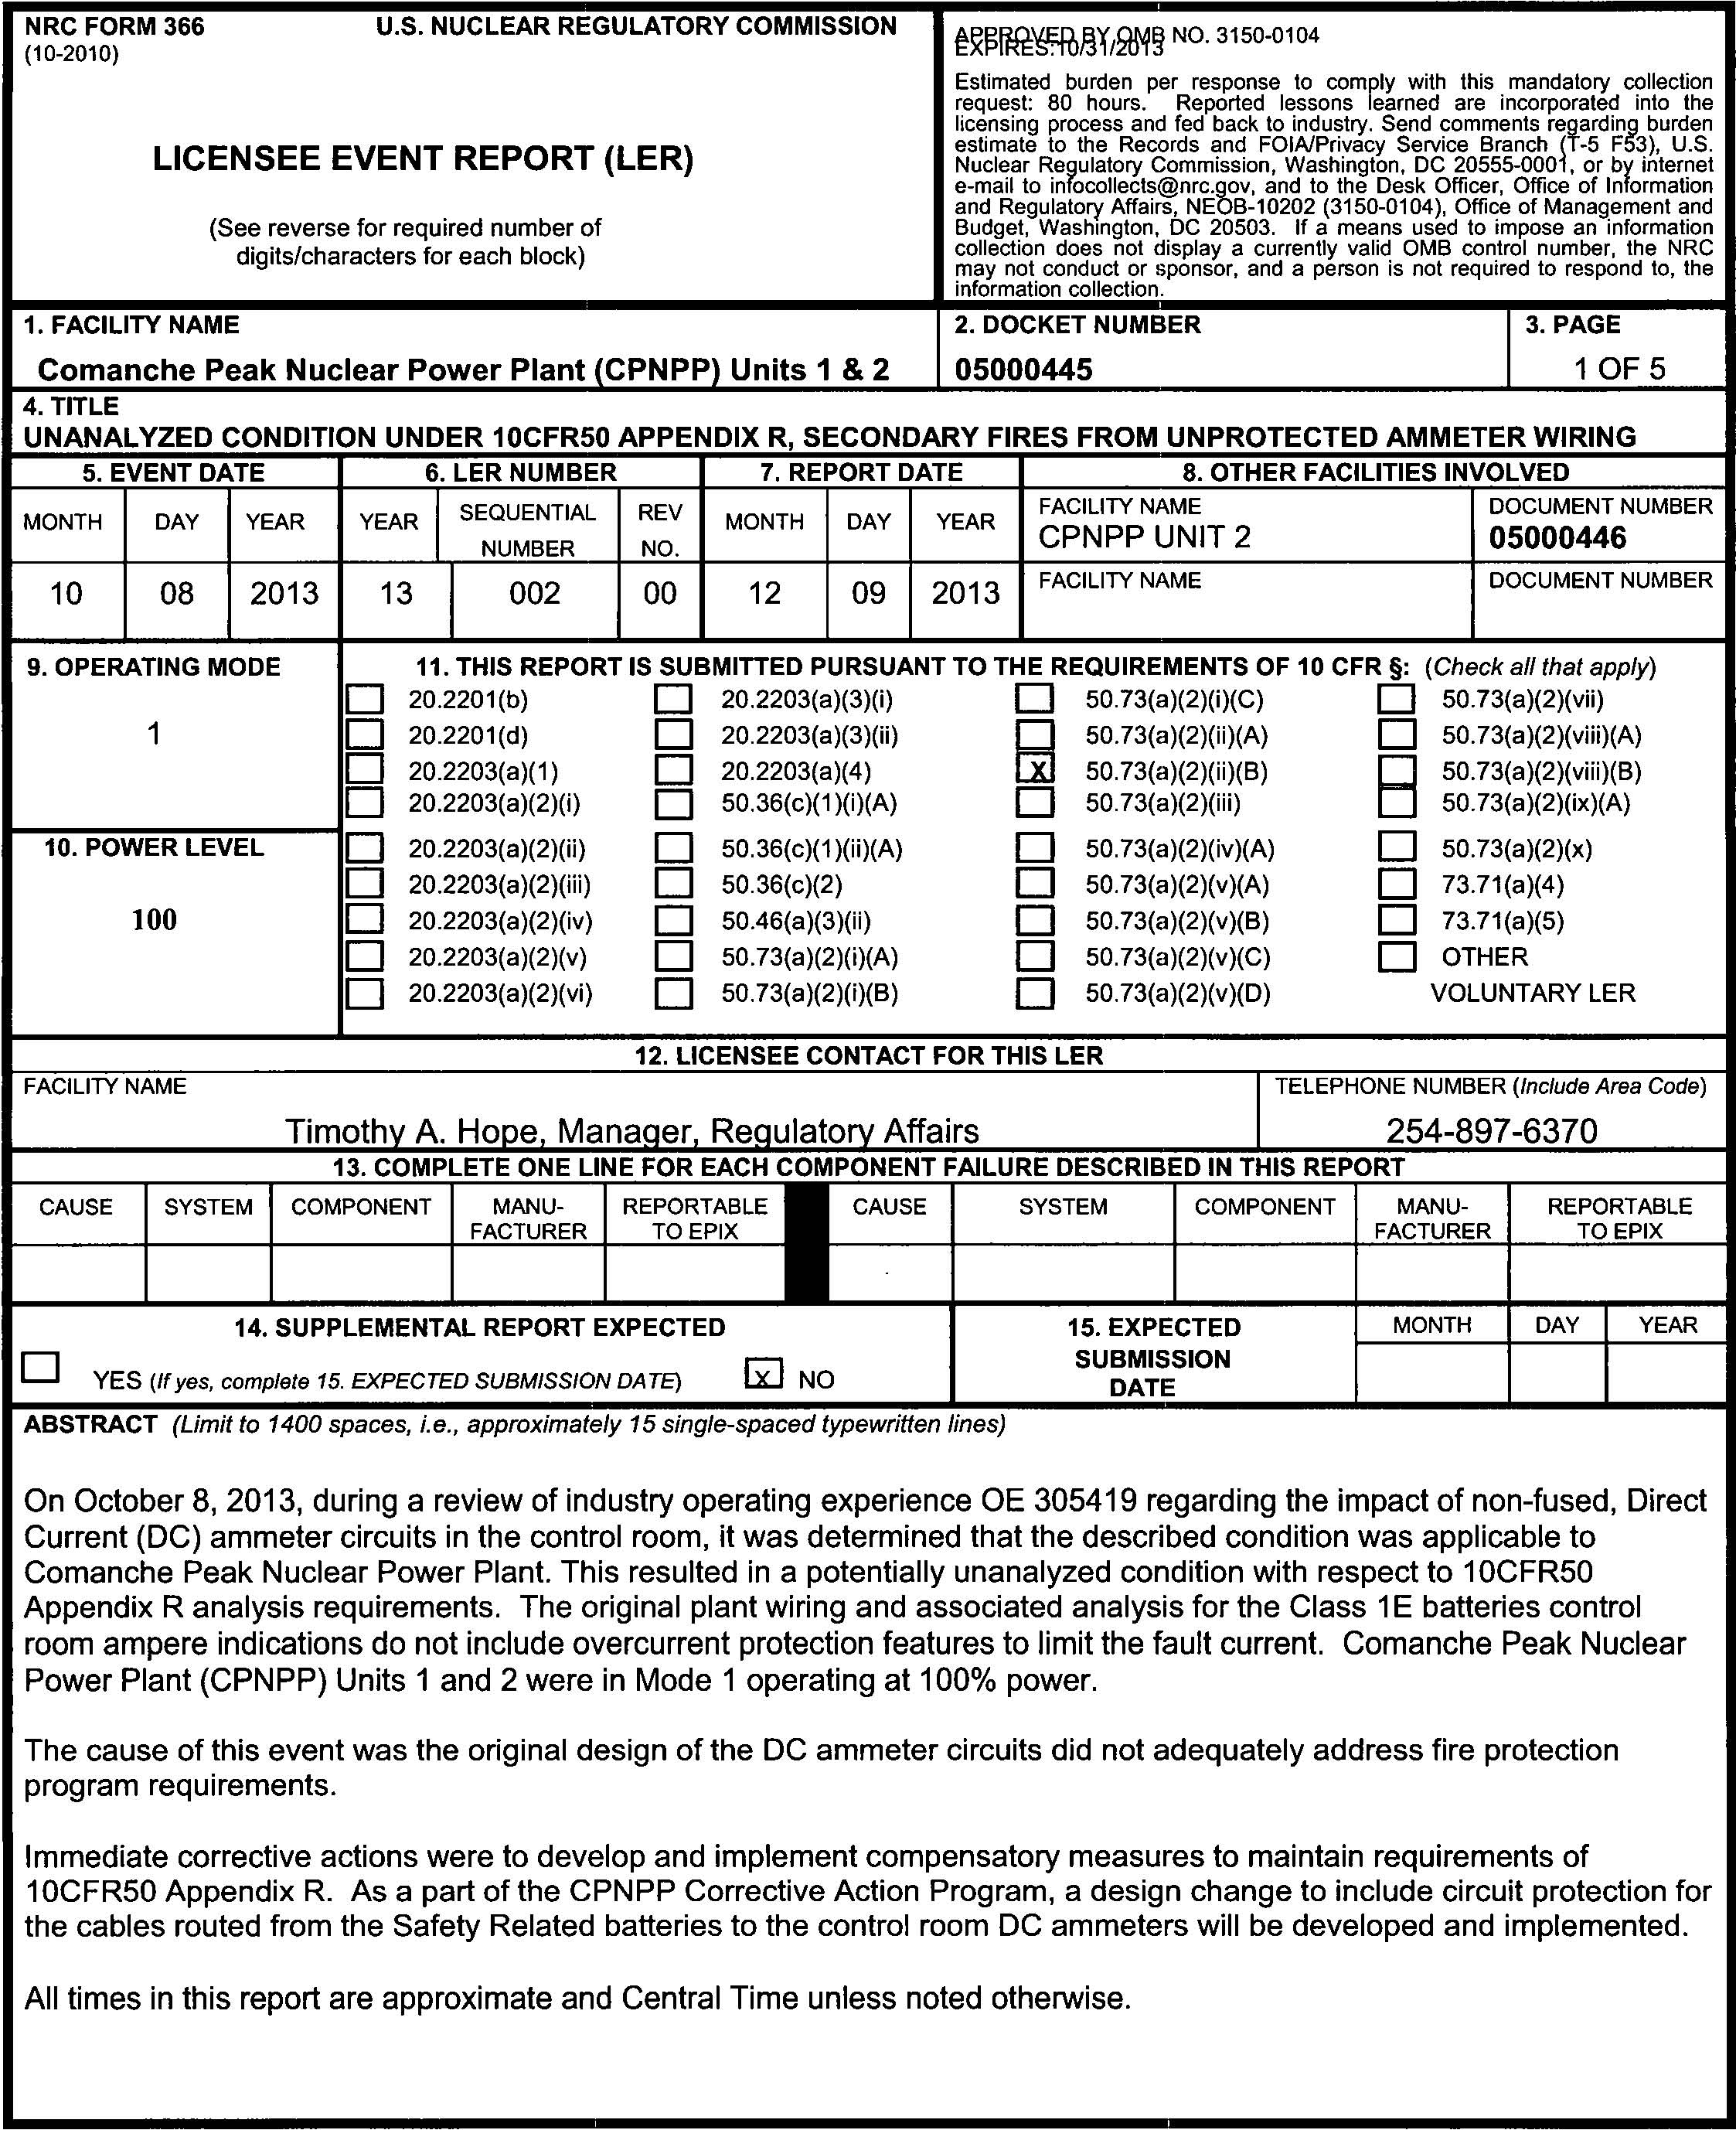 NRC FORM 366 U.S. NUCLEAR REGULATORY COMMISSION
(10-2010)
LICENSEE EVENT REPORT (LER)
(See reverse for required number of
digits/characters for each block)
APPROVED BY OMB NO. 3150-0104
EXPIRES: 10/31/2013
Estimated burden per response to comply with this mandatory collection
request: 80 hours. Reported lessons learned are incorporated into the
licensing process and fed back to industry. Send comments regarding burden
estimate to the Records and FOIA/Privacy Service Branch (T-5 F53), U.S.
Nuclear Regulatory Commission, Washington, DC 20555-0001, or by internet
e-mail to infocollects@nrc.gov, and to the Desk Officer, Office of Information
and Regulatory Affairs, NEOB-10202 (3150-0104), Office of Management and
Budget, Washington, DC 20503. If a means used to impose an information
collection does not display a currently valid OMB control number, the NRC
may not conduct or sponsor, and a person is not required to respond to, the
information collection.
1. FACILITY NAME 2. DOCKET NUMBER 3. PAGE
Comanche Peak Nuclear Power Plant (CPNPP) Units 1 & 2 05000445 1 OF 5
4. TITLE
UNANALYZED CONDITION UNDER 10CFR50 APPENDIX R, SECONDARY FIRES FROM UNPROTECTED AMMETER WIRING
5. EVENT DATE 6. LER NUMBER 7. REPORT DATE 8. OTHER FACILITIES INVOLVED
MONTH DAY YEAR YEAR SEQUENTIAL NUMBER REV NO. MONTH DAY YEAR FACILITY NAME DOCUMENT NUMBER
CPNPP UNIT 2 05000446
10 08 2013 13 002 00 12 09 2013 FACILITY NAME DOCUMENT NUMBER
9. OPERATING MODE 11. THIS REPORT IS SUBMITTED PURSUANT TO THE REQUIREMENTS OF 10 CFR §: (Check all that apply)
1
20.2201(b) 20.2203(a)(3)(i) 50.73(a)(2)(i)(C) 50.73(a)(2)(vii)
20.2201(d) 20.2203(a)(3)(ii) 50.73(a)(2)(ii)(A) 50.73(a)(2)(viii)(A)
20.2203(a)(1) 20.2203(a)(4) X 50.73(a)(2)(ii)(B) 50.73(a)(2)(viii)(B)
20.2203(a)(2)(i) 50.36(c)(1)(i)(A) 50.73(a)(2)(iii) 50.73(a)(2)(ix)(A)
10. POWER LEVEL 20.2203(a)(2)(ii) 50.36(c)(1)(ii)(A) 50.73(a)(2)(iv)(A) 50.73(a)(2)(x)
20.2203(a)(2)(iii) 50.36(c)(2) 50.73(a)(2)(v)(A) 73.71(a)(4)
100 20.2203(a)(2)(iv) 50.46(a)(3)(ii) 50.73(a)(2)(v)(B) 73.71(a)(5)
20.2203(a)(2)(v) 50.73(a)(2)(i)(A) 50.73(a)(2)(v)(C) OTHER
20.2203(a)(2)(vi) 50.73(a)(2)(i)(B) 50.73(a)(2)(v)(D) VOLUNTARY LER
12. LICENSEE CONTACT FOR THIS LER
FACILITY NAME TELEPHONE NUMBER (Include Area Code)
Timothy A. Hope, Manager, Regulatory Affairs 254-897-6370
13. COMPLETE ONE LINE FOR EACH COMPONENT FAILURE DESCRIBED IN THIS REPORT
CAUSE SYSTEM COMPONENT MANU- REPORTABLE CAUSE SYSTEM COMPONENT MANU- REPORTABLE
FACTURER TO EPIX FACTURER TO EPIX
14. SUPPLEMENTAL REPORT EXPECTED 15. EXPECTED MONTH DAY YEAR
SUBMISSION
YES (If yes, complete 15. EXPECTED SUBMISSION DATE) X NO
DATE
ABSTRACT (Limit to 1400 spaces, i.e., approximately 15 single-spaced typewritten lines)
On October 8, 2013, during a review of industry operating experience OE 305419 regarding the impact of non-fused, Direct
Current (DC) ammeter circuits in the control room, it was determined that the described condition was applicable to
Comanche Peak Nuclear Power Plant. This resulted in a potentially unanalyzed condition with respect to 10CFR50
Appendix R analysis requirements. The original plant wiring and associated analysis for the Class 1E batteries control
room ampere indications do not include overcurrent protection features to limit the fault current. Comanche Peak Nuclear
Power Plant (CPNPP) Units 1 and 2 were in Mode 1 operating at 100% power.
The cause of this event was the original design of the DC ammeter circuits did not adequately address fire protection
program requirements.
Immediate corrective actions were to develop and implement compensatory measures to maintain requirements of
10CFR50 Appendix R. As a part of the CPNPP Corrective Action Program, a design change to include circuit protection for
the cables routed from the Safety Related batteries to the control room DC ammeters will be developed and implemented.
All times in this report are approximate and Central Time unless noted otherwise.